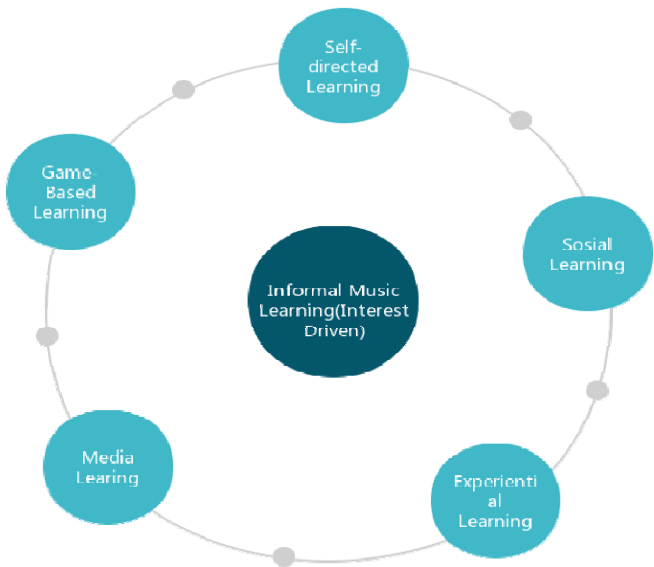 Self-
directed
Learning
Sosial
Learning
Experienti
al
Learning
Media
Learing
Game-
Based
Learning
Informal Music
Learning(Interest
Driven)